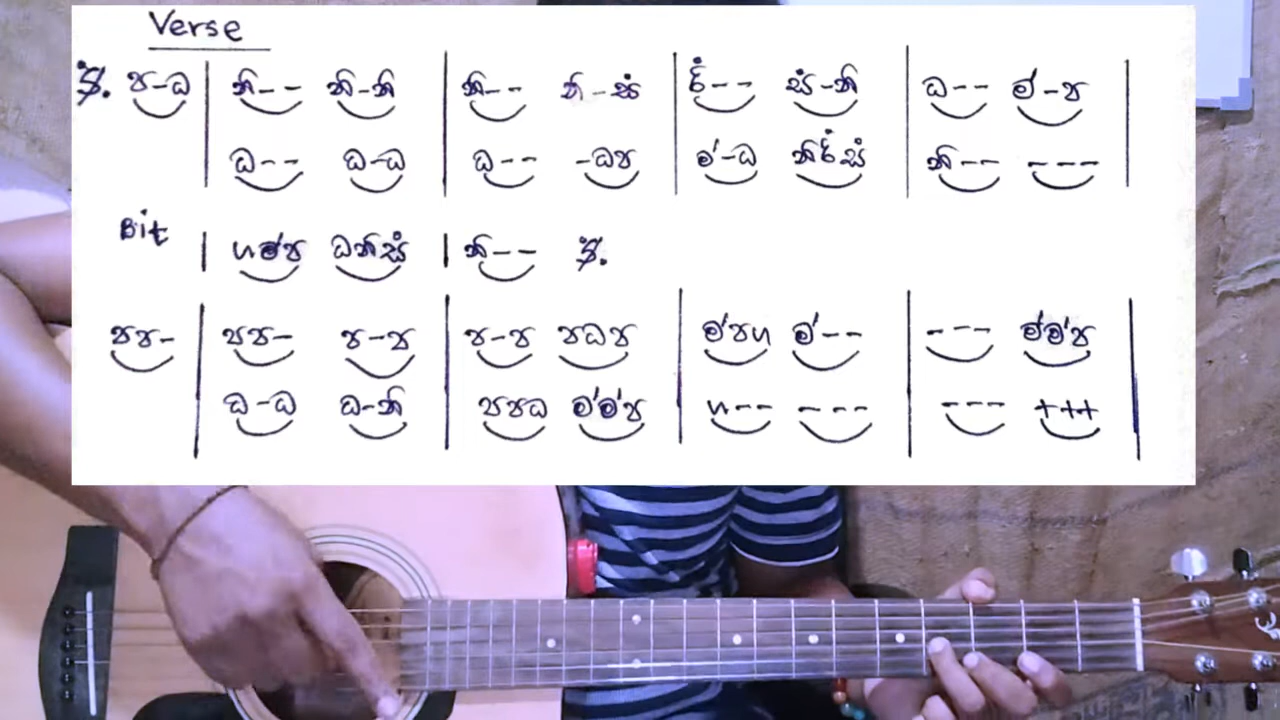 Verse
𝄋. ප-ධ | නි-- නි-නි | නි-- නි-සං | රිං-- සං-නි | ධ-- ම'-ප |
ධ-- ධ-ධ | ධ-- -ධප | ම'-ධ නිරිංසං | නි-- --- |
Bit | ගම'ප ධනිසං | නි-- 𝄋.
පප- | පප- ප-ප | ප-ප පධප | ම'පග ම'-- | --- ම'ම'ප |
ධ-ධ ධ-නි | පපධ ම'ම'ප | ග-- --- | --- +++ |